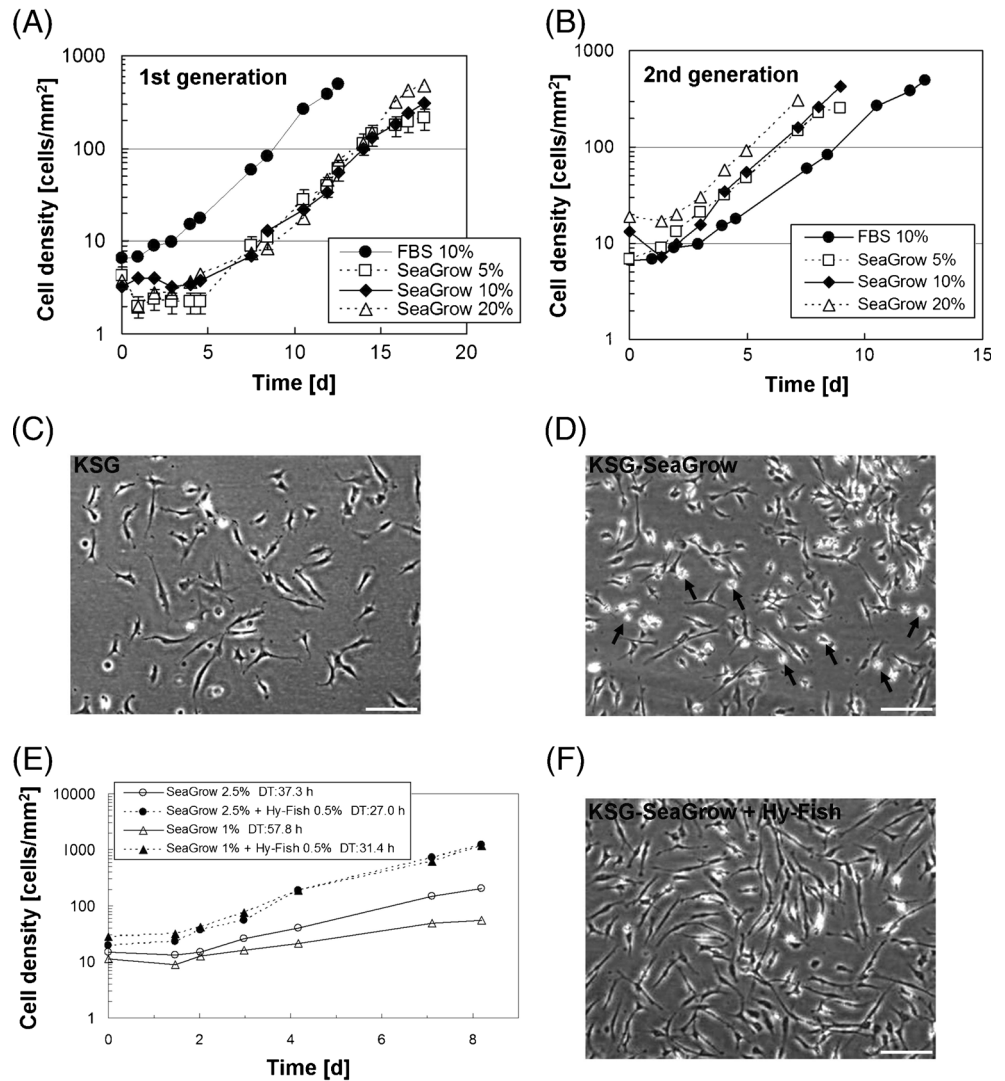 (A)
1st generation
Cell density [cells/mm²]
1000
100
10
1
FBS 10%
SeaGrow 5%
SeaGrow 10%
SeaGrow 20%
0 5 10 15 20
Time [d]
(B)
2nd generation
Cell density [cells/mm²]
1000
100
10
1
FBS 10%
SeaGrow 5%
SeaGrow 10%
SeaGrow 20%
0 5 10 15
Time [d]
(C)
KSG
(D)
KSG-SeaGrow
(E)
SeaGrow 2.5% DT:37.3 h
SeaGrow 2.5% + Hy-Fish 0.5% DT:27.0 h
SeaGrow 1% DT:57.8 h
SeaGrow 1% + Hy-Fish 0.5% DT:31.4 h
Cell density [cells/mm²]
10000
1000
100
10
1
0 2 4 6 8
Time [d]
(F)
KSG-SeaGrow + Hy-Fish